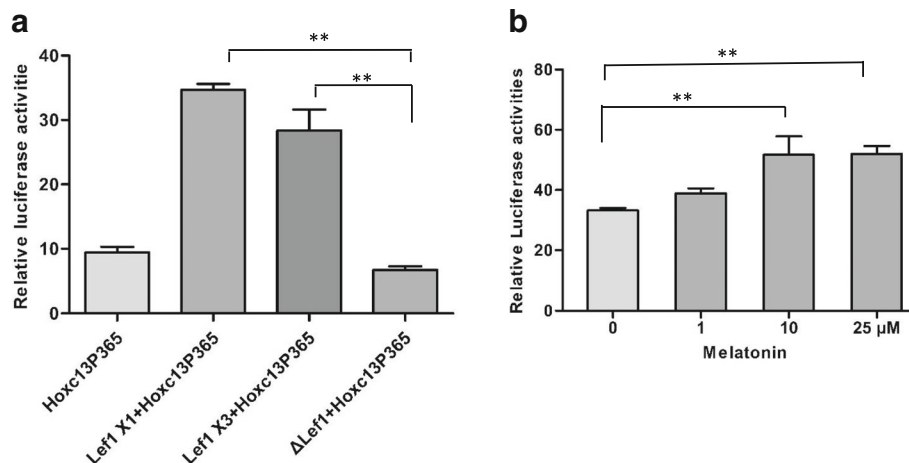 a
**
**
40
30
20
10
0
Relative luciferase activitie
Hoxc13P365
Lef1 X1+Hoxc13P365
Lef1 X3+Hoxc13P365
ΔLef1+Hoxc13P365
b
**
**
80
60
40
20
0
Relative Luciferase activities
0 1 10 25 μM
Melatonin